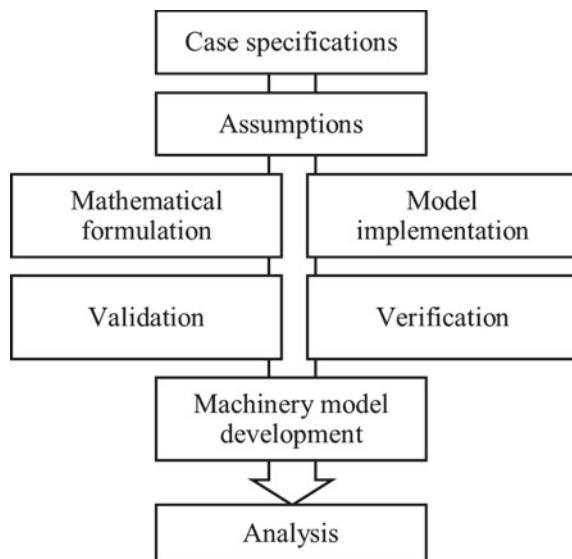 Case specifications
Assumptions
Mathematical
formulation
Model
implementation
Validation
Verification
Machinery model
development
Analysis